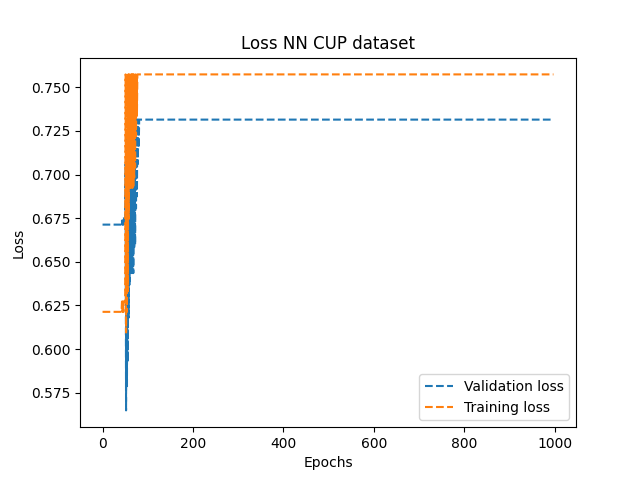 Loss NN CUP dataset
0.750
0.725
0.700
0.675
0.650
0.625
0.600
0.575
Loss
0 200 400 600 800 1000
Epochs
Validation loss
Training loss